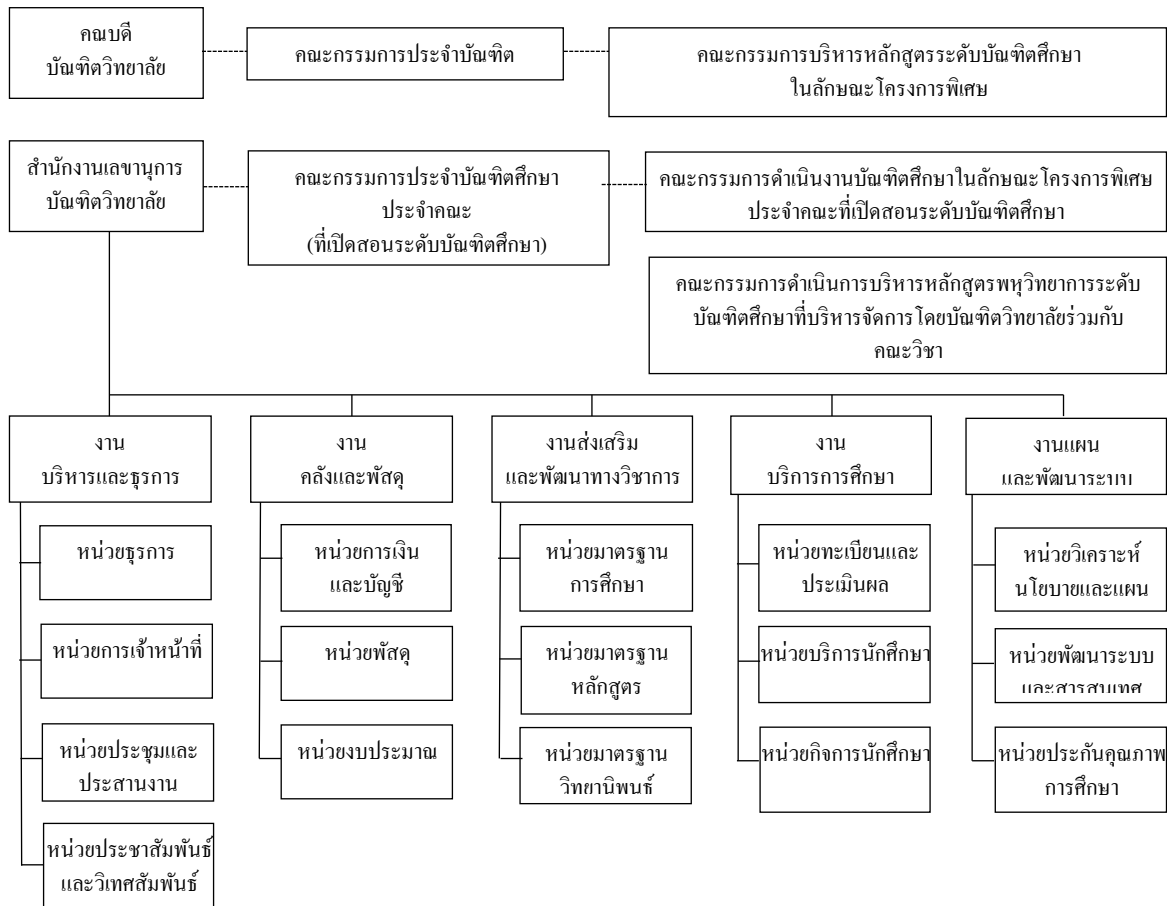 คณบดี
บัณฑิตวิทยาลัย
คณะกรรมการประจำบัณฑิต
คณะกรรมการบริหารหลักสูตรระดับบัณฑิตศึกษา
ในลักษณะโครงการพิเศษ
สำนักงานเลขานุการ
บัณฑิตวิทยาลัย
คณะกรรมการประจำบัณฑิตศึกษา
ประจำคณะ
(ที่เปิดสอนระดับบัณฑิตศึกษา)
คณะกรรมการดำเนินงานบัณฑิตศึกษาในลักษณะโครงการพิเศษ
ประจำคณะที่เปิดสอนระดับบัณฑิตศึกษา
คณะกรรมการดำเนินการบริหารหลักสูตรพหุวิทยาการระดับ
บัณฑิตศึกษาที่บริหารจัดการโดยบัณฑิตวิทยาลัยร่วมกับ
คณะวิชา
งาน
บริหารและธุรการ
งาน
คลังและพัสดุ
งานส่งเสริม
และพัฒนาทางวิชาการ
งาน
บริการการศึกษา
งานแผน
และพัฒนาระบบ
หน่วยธุรการ
หน่วยการเจ้าหน้าที่
หน่วยประชุมและ
ประสานงาน
หน่วยประชาสัมพันธ์
และวิเทศสัมพันธ์
หน่วยการเงิน
และบัญชี
หน่วยพัสดุ
หน่วยงบประมาณ
หน่วยมาตรฐาน
การศึกษา
หน่วยมาตรฐาน
หลักสูตร
หน่วยมาตรฐาน
วิทยานิพนธ์
หน่วยทะเบียนและ
ประเมินผล
หน่วยบริการนักศึกษา
หน่วยกิจการนักศึกษา
หน่วยวิเคราะห์
นโยบายและแผน
หน่วยพัฒนาระบบ
และสารสนเทศ
หน่วยประกันคุณภาพ
การศึกษา